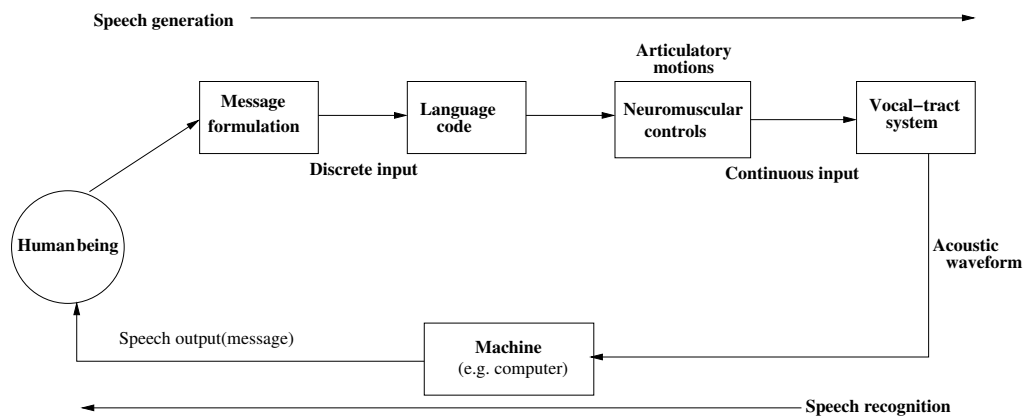 Speech generation
Articulatory
motions
Message
formulation
Language
code
Neuromuscular
controls
Vocal-tract
system
Discrete input
Continuous input
Human being
Acoustic
waveform
Speech output(message)
Machine
(e.g. computer)
Speech recognition